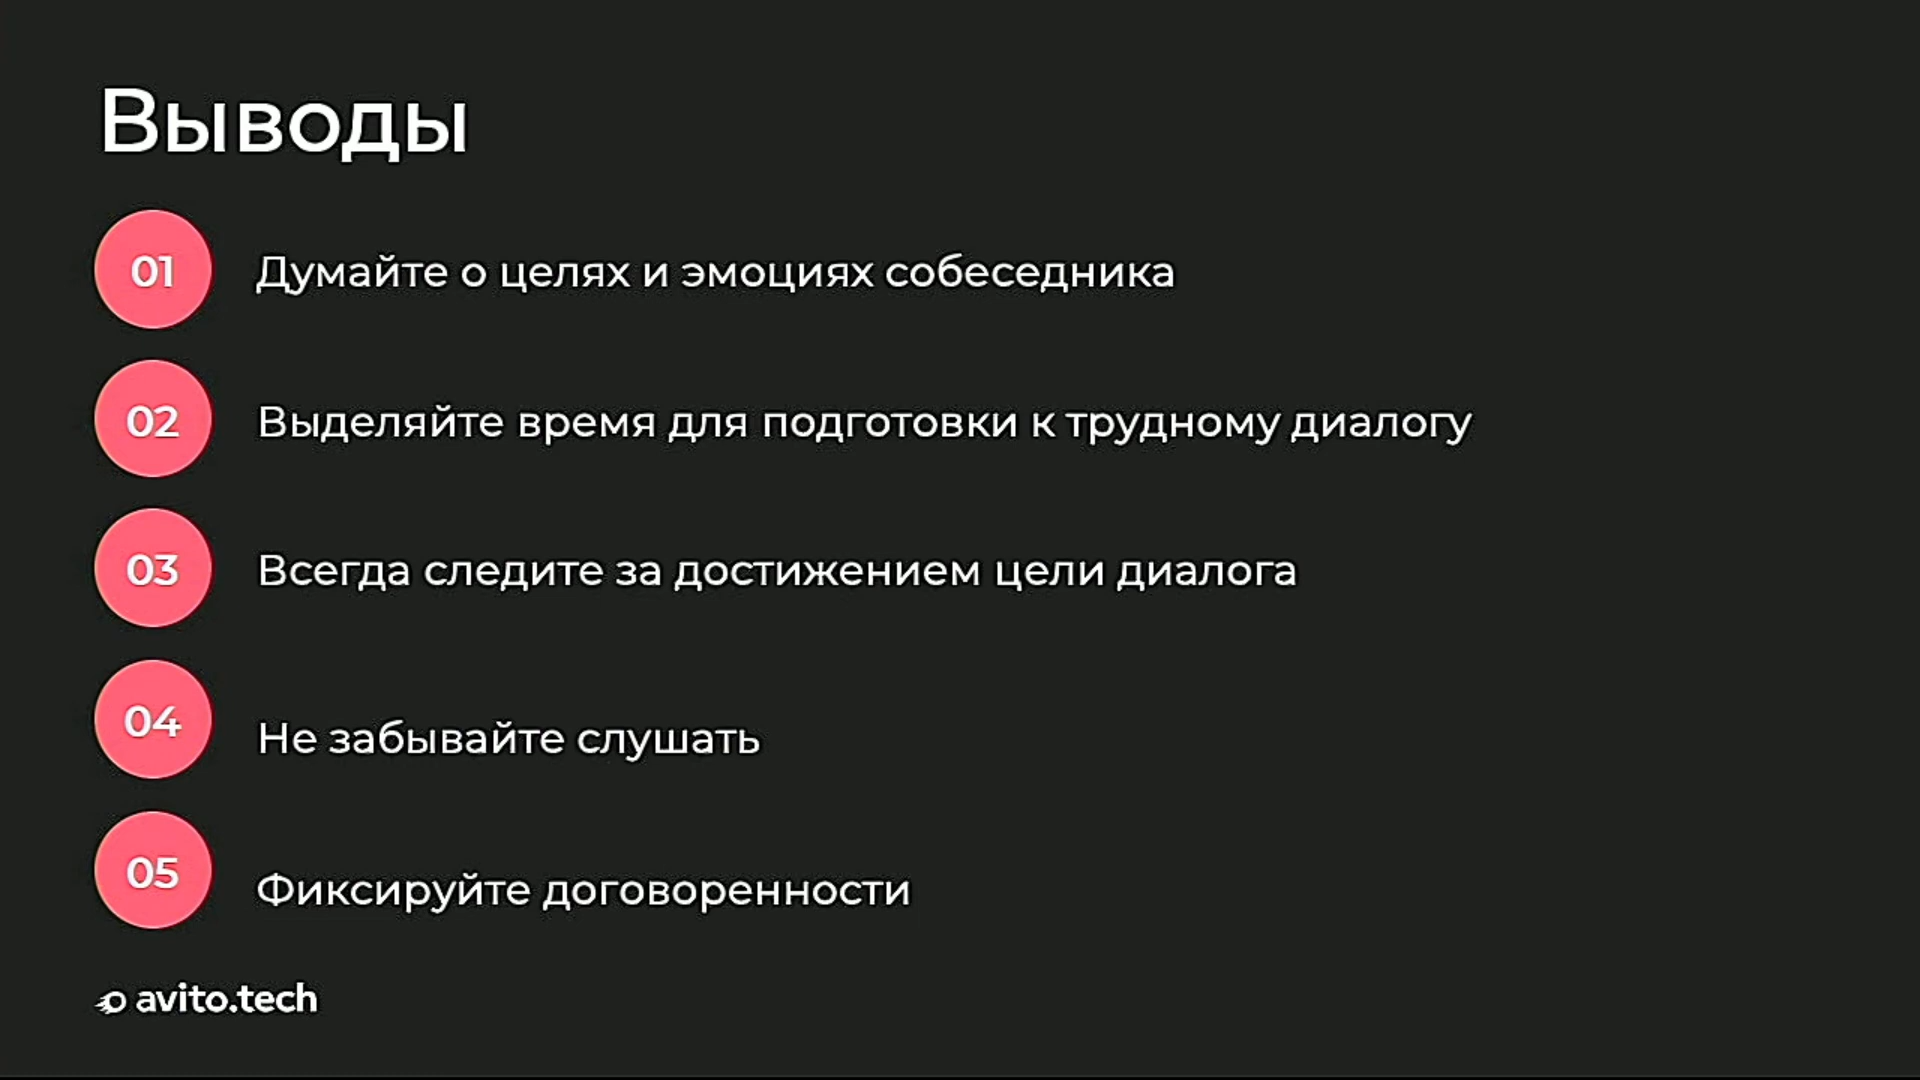 Выводы
01 Думайте о целях и эмоциях собеседника
02 Выделяйте время для подготовки к трудному диалогу
03 Всегда следите за достижением цели диалога
04 Не забывайте слушать
05 Фиксируйте договоренности
avito.tech